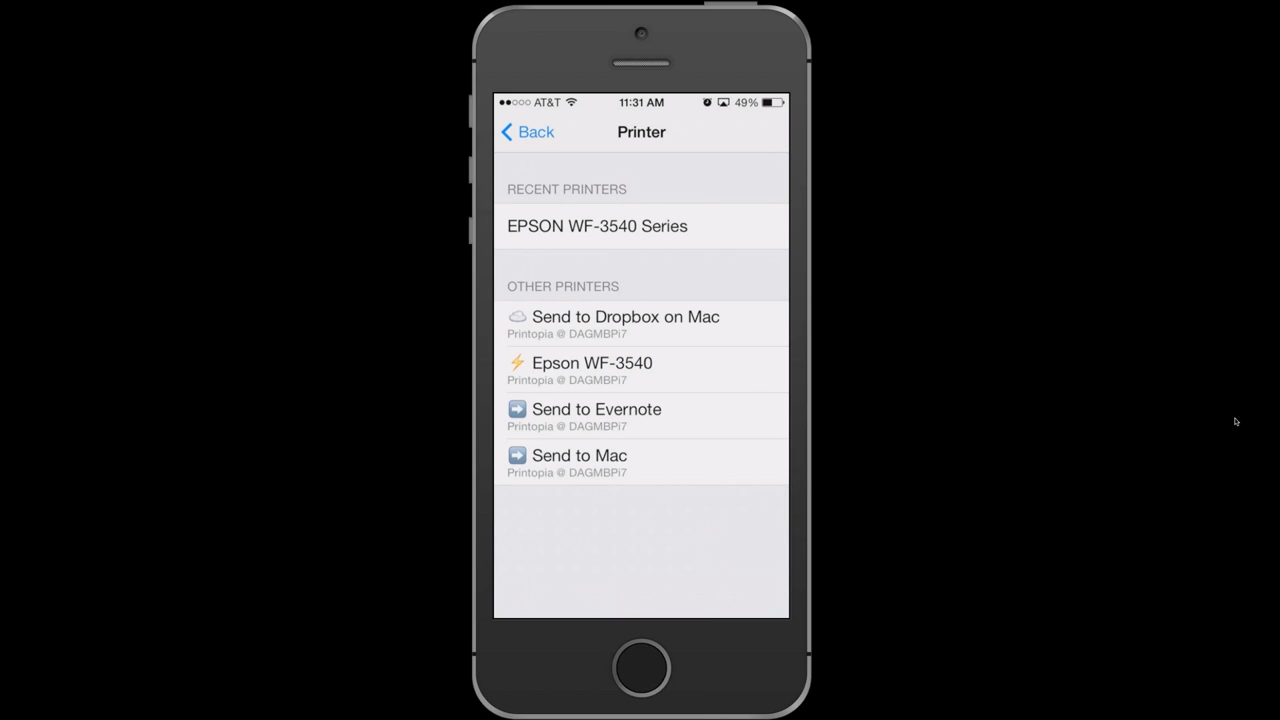 AT&T 11:31 AM 49%
Back Printer
RECENT PRINTERS
EPSON WF-3540 Series
OTHER PRINTERS
Send to Dropbox on Mac
Printopia @ DAGMBPi7
Epson WF-3540
Printopia @ DAGMBPi7
Send to Evernote
Printopia @ DAGMBPi7
Send to Mac
Printopia @ DAGMBPi7